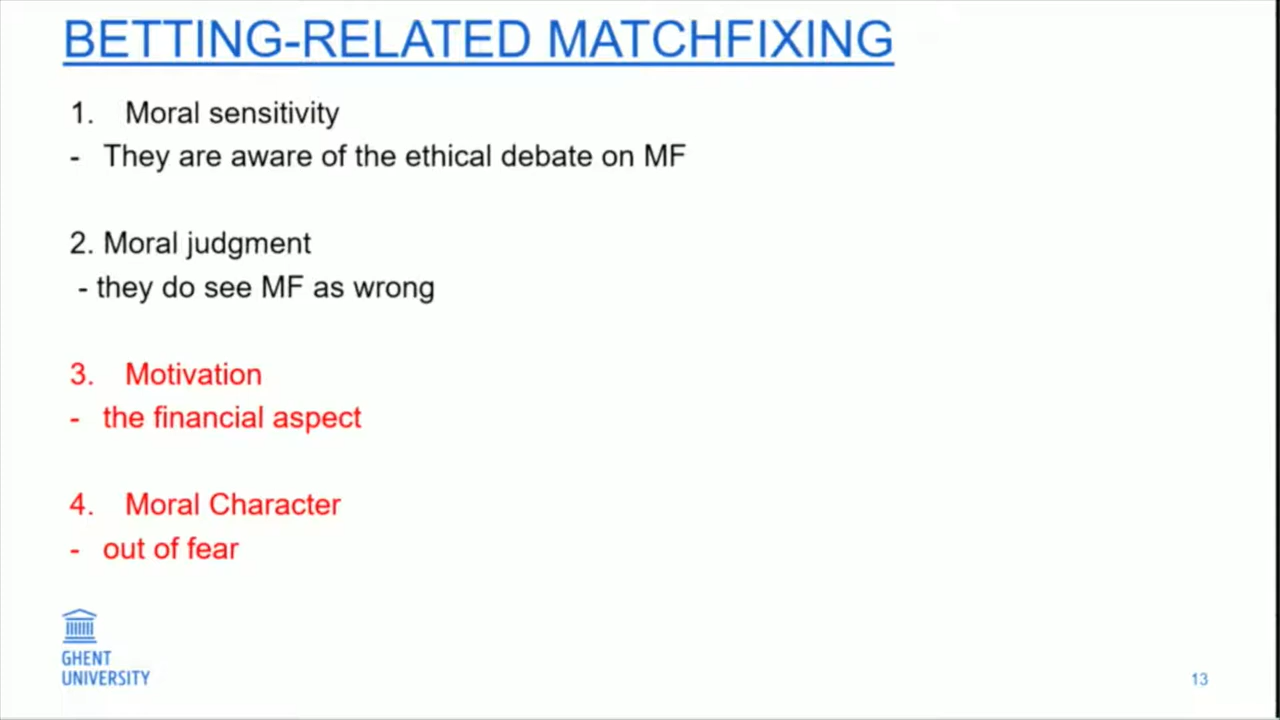 BETTING-RELATED MATCHFIXING
1. Moral sensitivity
- They are aware of the ethical debate on MF
2. Moral judgment
- they do see MF as wrong
3. Motivation
- the financial aspect
4. Moral Character
- out of fear
GHENT
UNIVERSITY
13